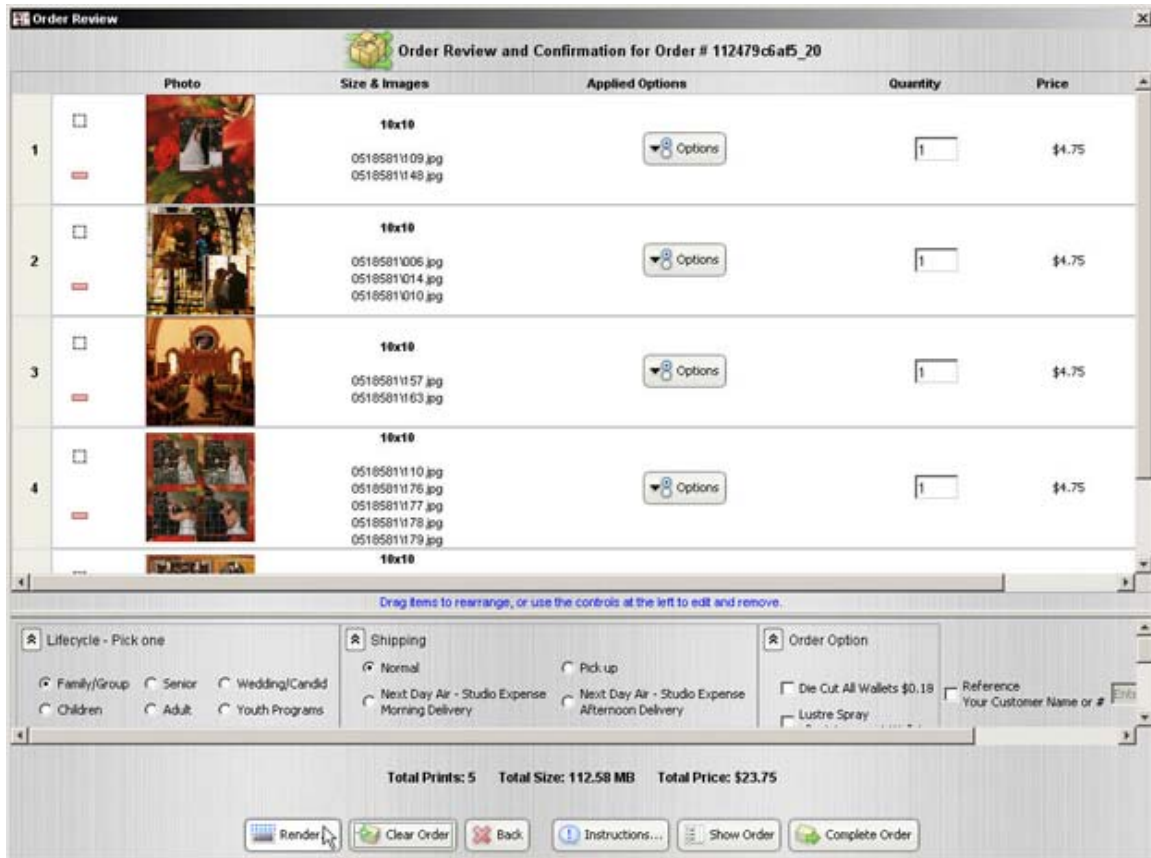 Order Review
Order Review and Confirmation for Order # 112479c6af5_20
Photo Size & Images Applied Options Quantity Price
1
10x10
0518581\109.jpg
0518581\148.jpg
Options
1
$4.75
2
10x10
0518581\006.jpg
0518581\014.jpg
0518581\010.jpg
Options
1
$4.75
3
10x10
0518581\157.jpg
0518581\163.jpg
Options
1
$4.75
4
10x10
0518581\110.jpg
0518581\176.jpg
0518581\177.jpg
0518581\178.jpg
0518581\179.jpg
Options
1
$4.75
10x10
Drag items to rearrange, or use the controls at the left to edit and remove.
Lifecycle - Pick one
Family/Group Senior Wedding/Candid
Children Adult Youth Programs
Shipping
Normal Pick up
Next Day Air - Studio Expense
Morning Delivery
Next Day Air - Studio Expense
Afternoon Delivery
Order Option
Die Cut All Wallets $0.18
Lustre Spray
Reference
Your Customer Name or #
Total Prints: 5 Total Size: 112.58 MB Total Price: $23.75
Render Clear Order Back Instructions... Show Order Complete Order